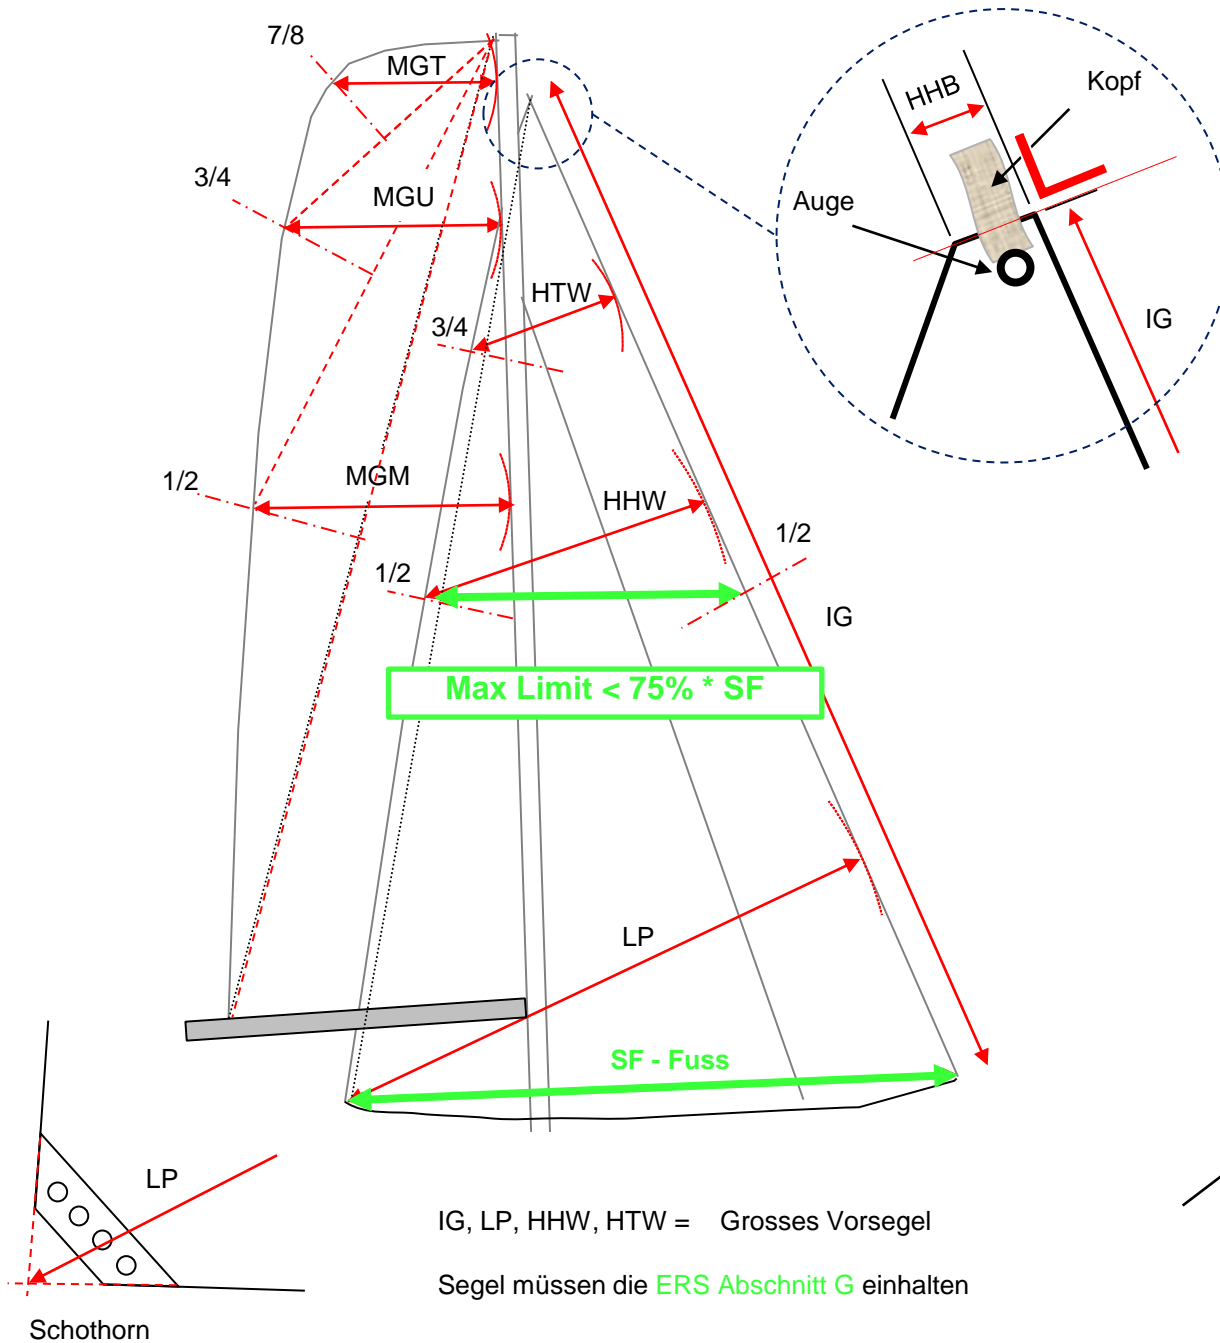 7/8
MGT
HHB
Kopf
3/4
MGU
Auge
HTW
3/4
IG
MGM
1/2
HHW
1/2
1/2
IG
Max Limit < 75% * SF
LP
SF - Fuss
LP
IG, LP, HHW, HTW = Grosses Vorsegel
Segel müssen die ERS Abschnitt G einhalten
Schothorn